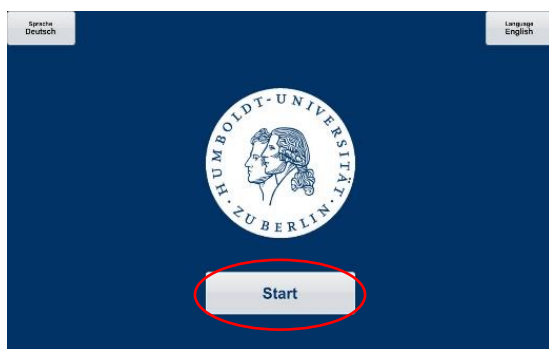 Sprache
Deutsch
Language
English
HUMBOLDT-UNIVERSITÄT
· ZU BERLIN ·
Start